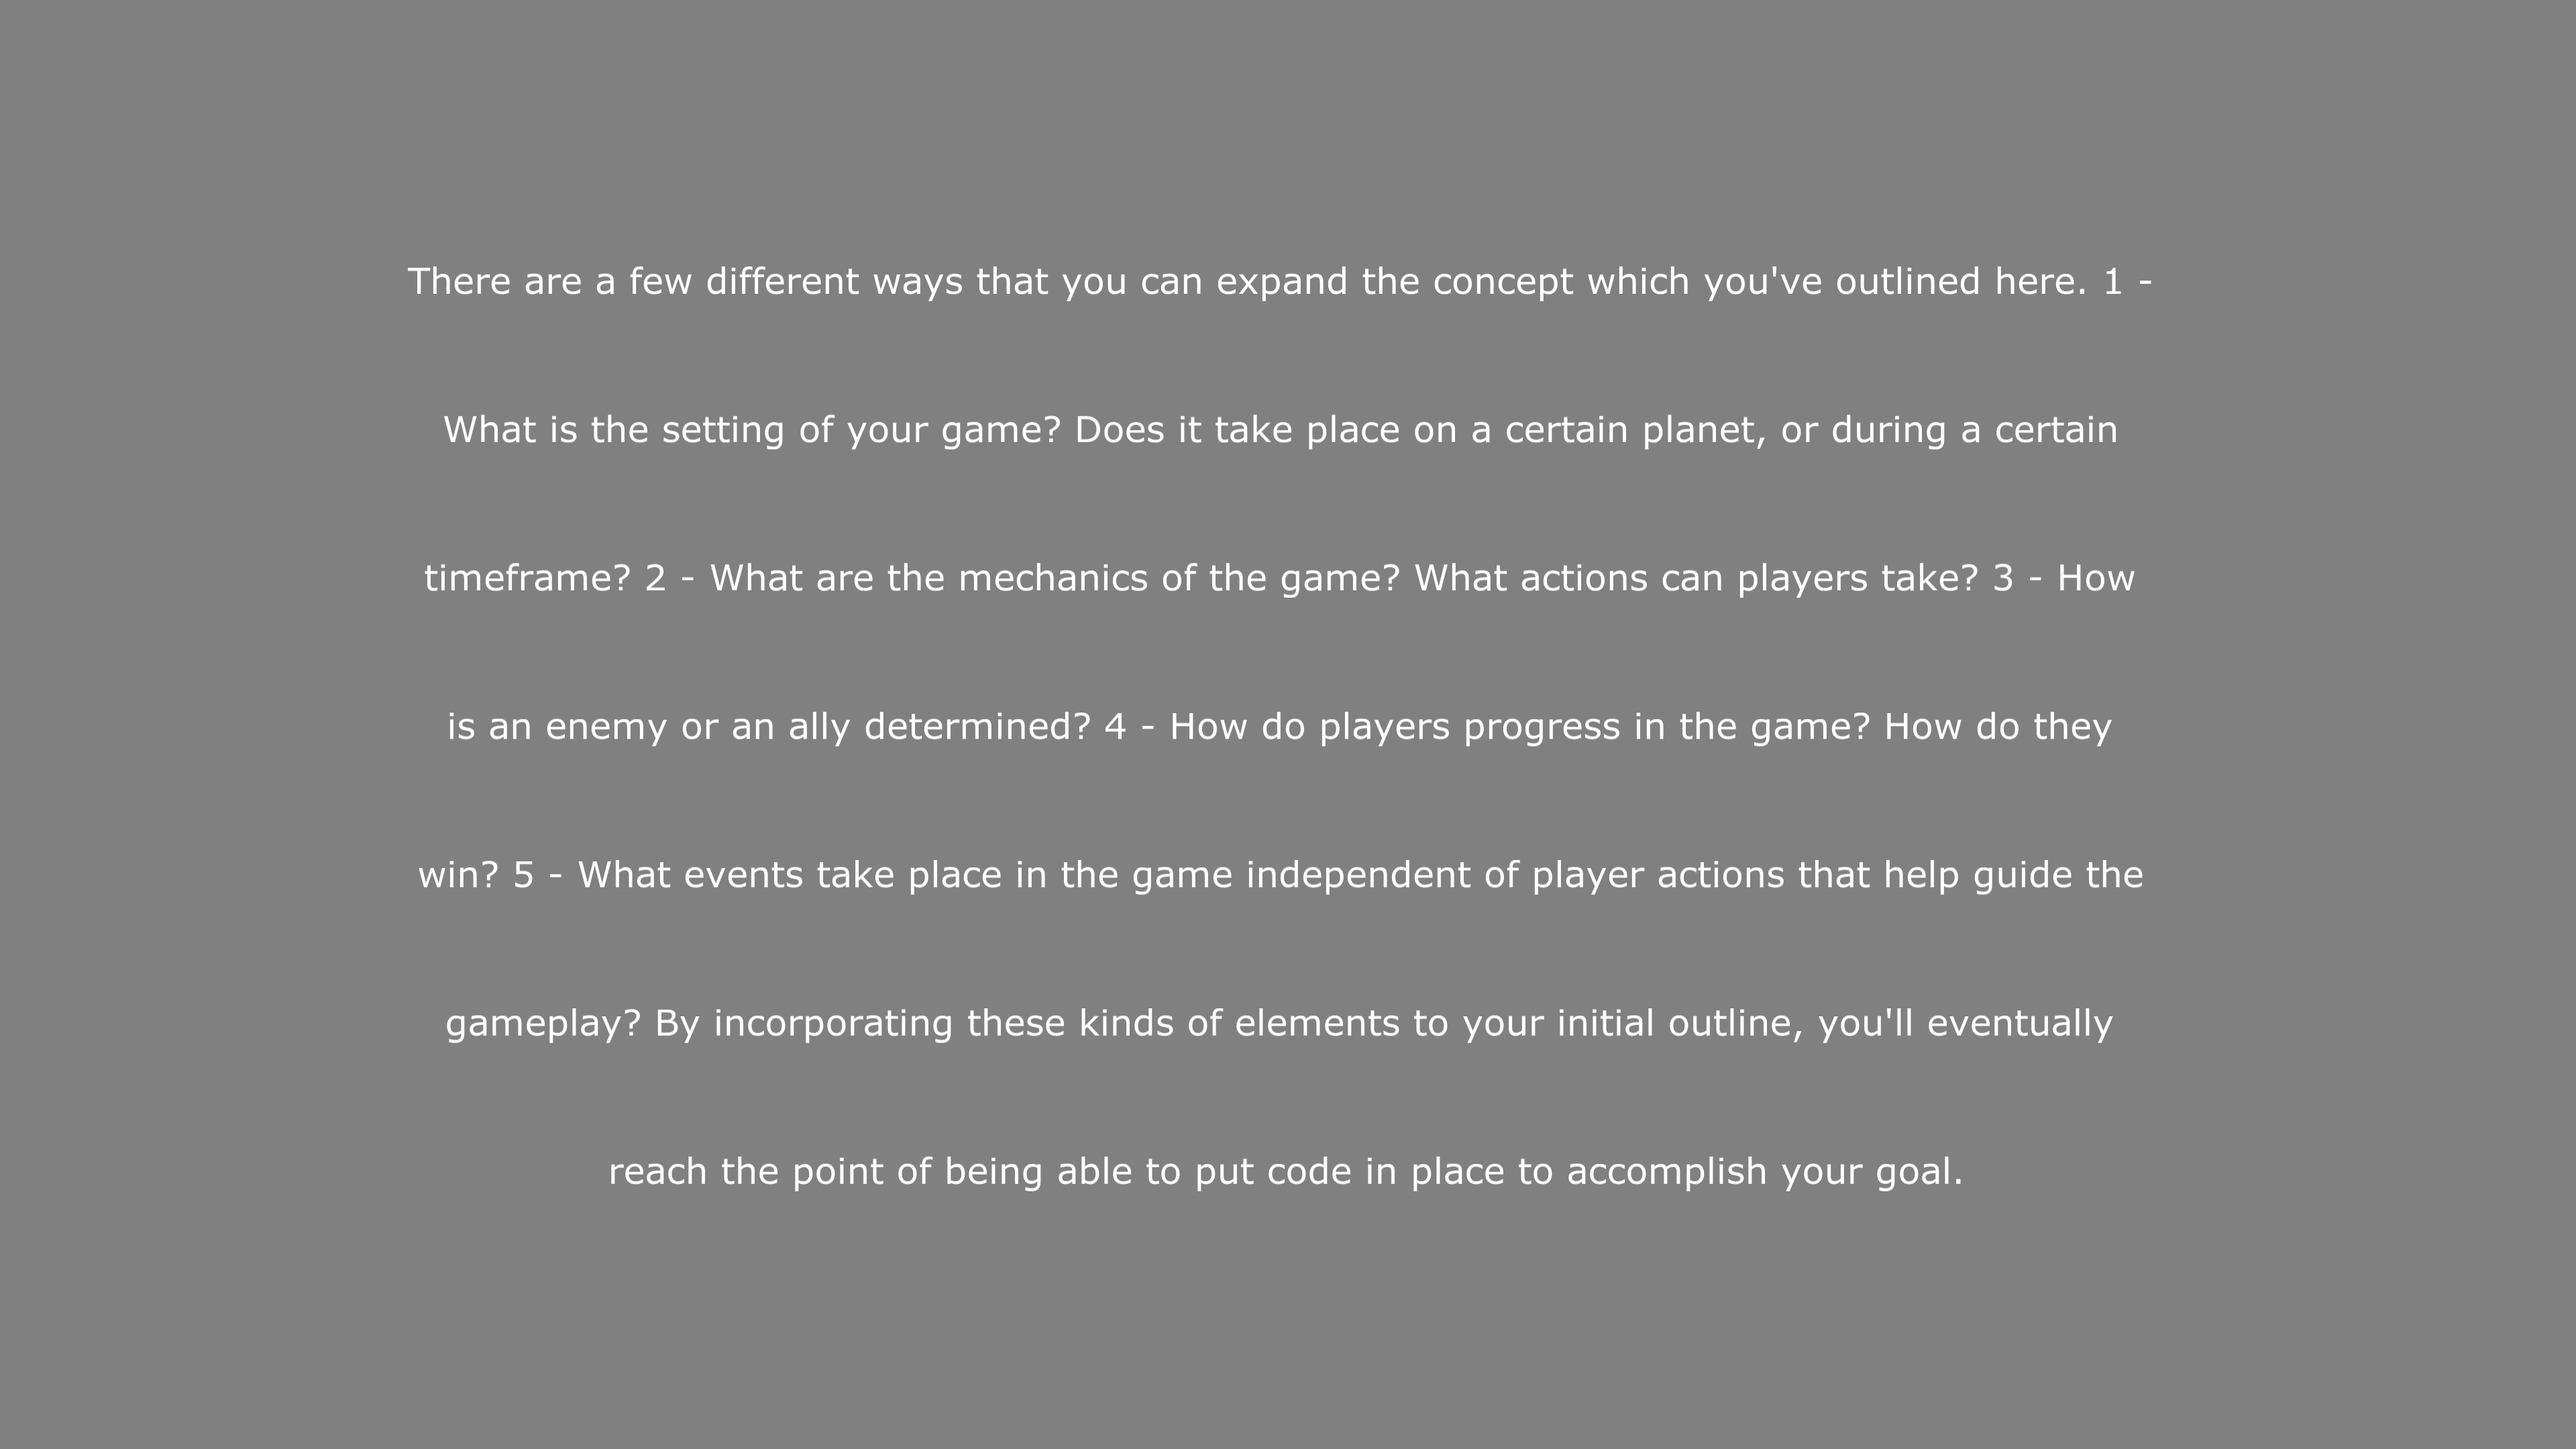 There are a few different ways that you can expand the concept which you've outlined here. 1 -
What is the setting of your game? Does it take place on a certain planet, or during a certain
timeframe? 2 - What are the mechanics of the game? What actions can players take? 3 - How
is an enemy or an ally determined? 4 - How do players progress in the game? How do they
win? 5 - What events take place in the game independent of player actions that help guide the
gameplay? By incorporating these kinds of elements to your initial outline, you'll eventually
reach the point of being able to put code in place to accomplish your goal.